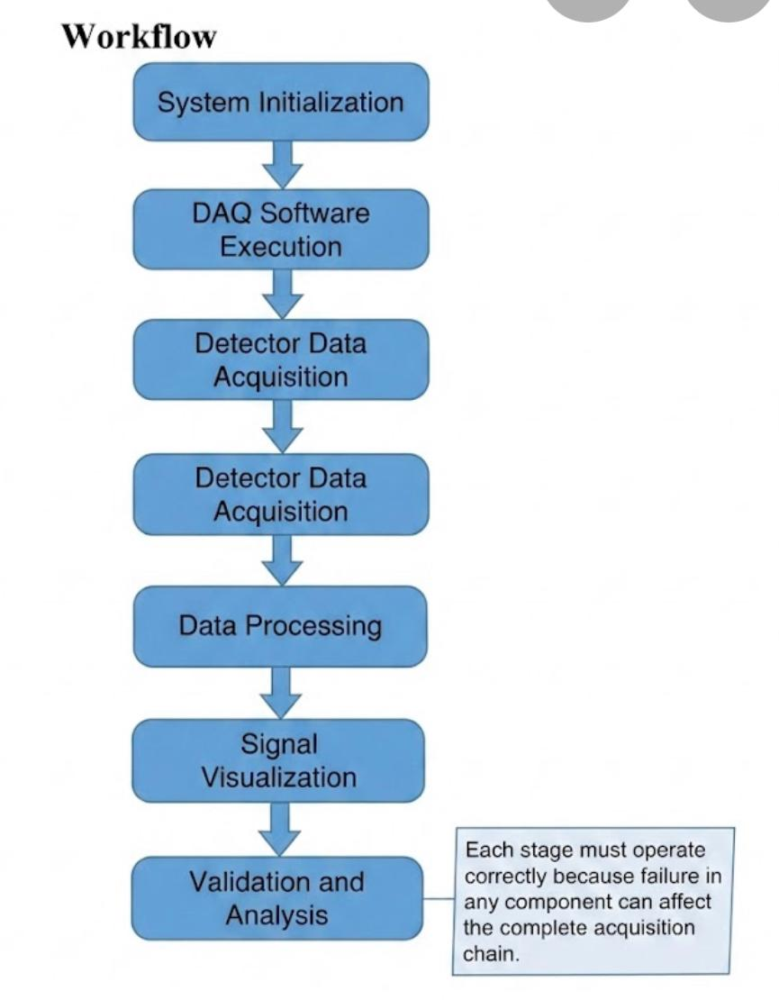 Workflow
System Initialization
DAQ Software
Execution
Detector Data
Acquisition
Detector Data
Acquisition
Data Processing
Signal
Visualization
Validation and
Analysis
Each stage must operate
correctly because failure in
any component can affect
the complete acquisition
chain.